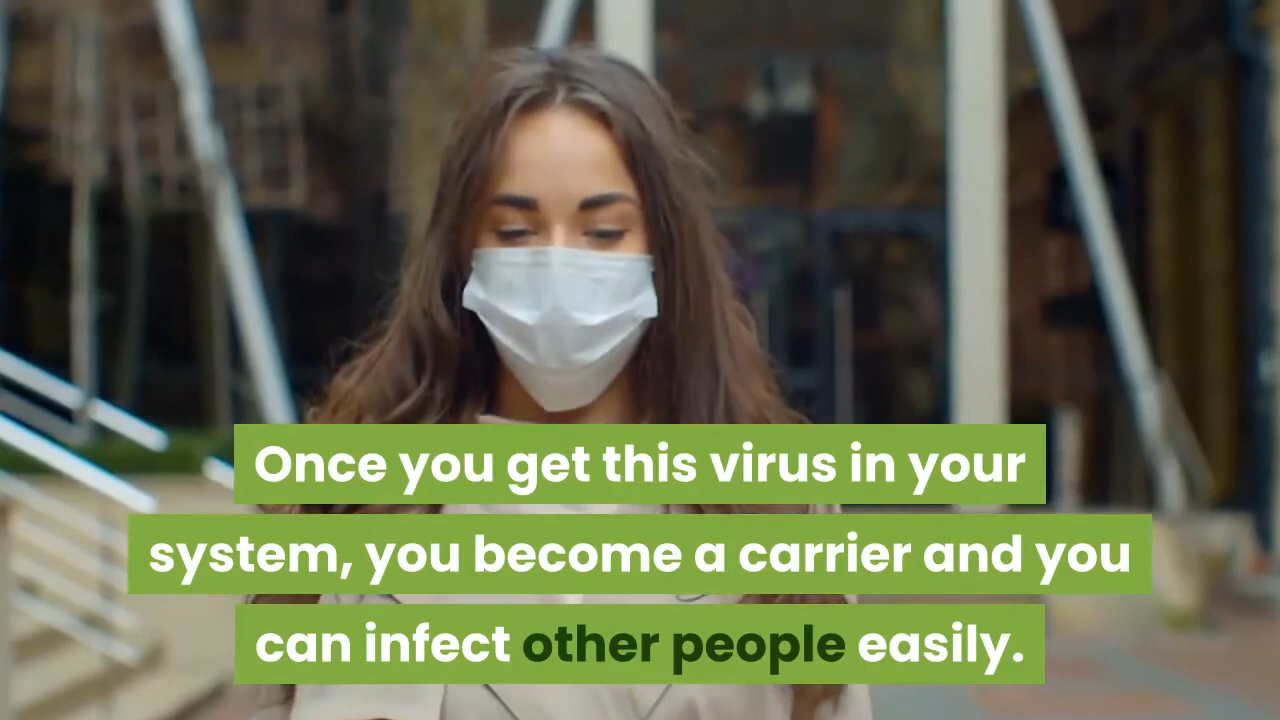 Once you get this virus in your
system, you become a carrier and you
can infect other people easily.